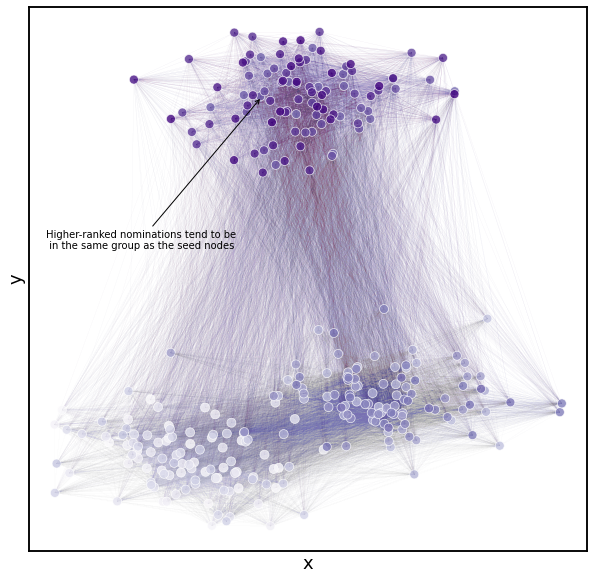 Higher-ranked nominations tend to be
in the same group as the seed nodes
y
x